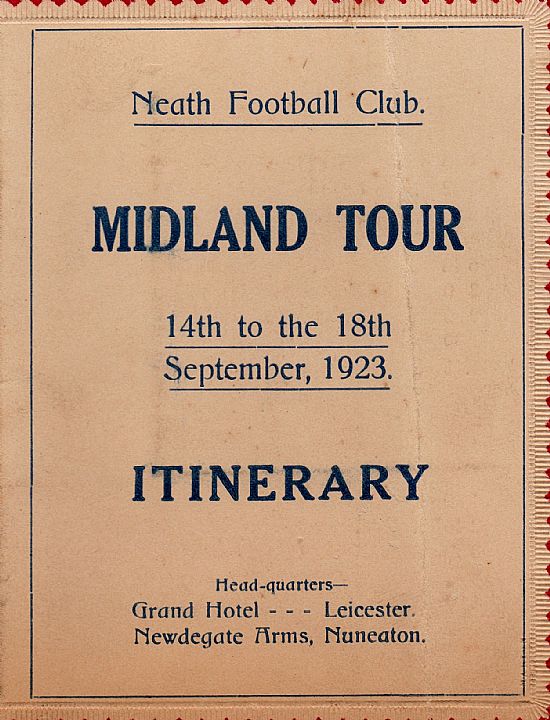 Neath Football Club.
MIDLAND TOUR
14th to the 18th
September, 1923.
ITINERARY
Head-quarters—
Grand Hotel - - - Leicester.
Newdegate Arms, Nuneaton.